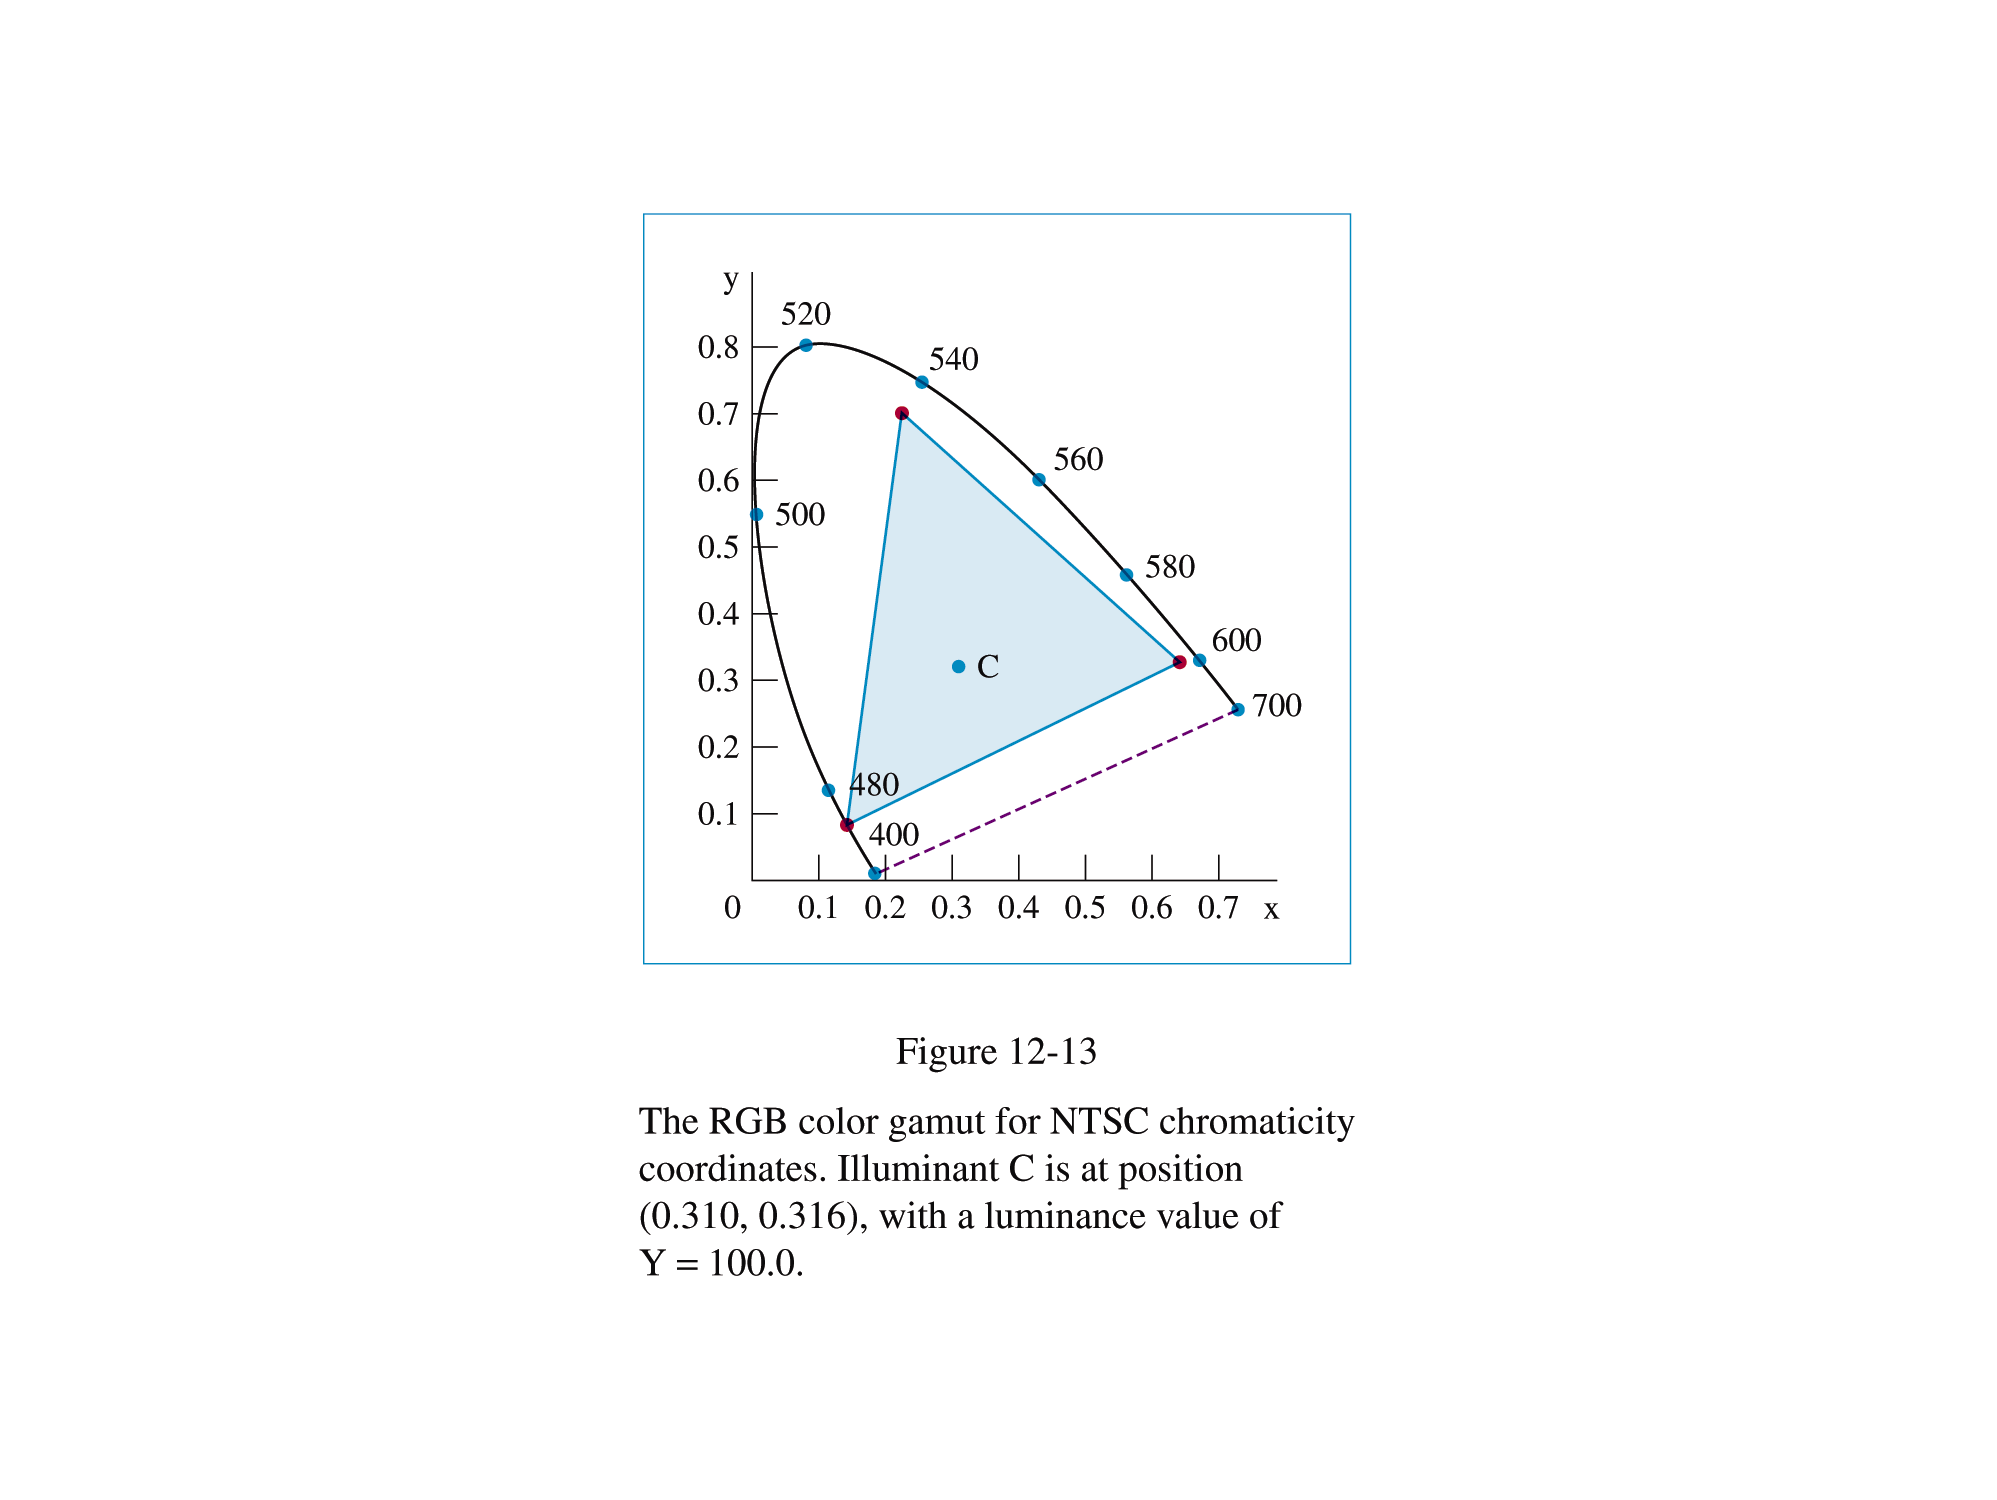 y
520
0.8
540
0.7
560
0.6
500
0.5
580
0.4
600
C
0.3
700
0.2
480
0.1
400
0 0.1 0.2 0.3 0.4 0.5 0.6 0.7 x
Figure 12-13
The RGB color gamut for NTSC chromaticity
coordinates. Illuminant C is at position
(0.310, 0.316), with a luminance value of
Y = 100.0.